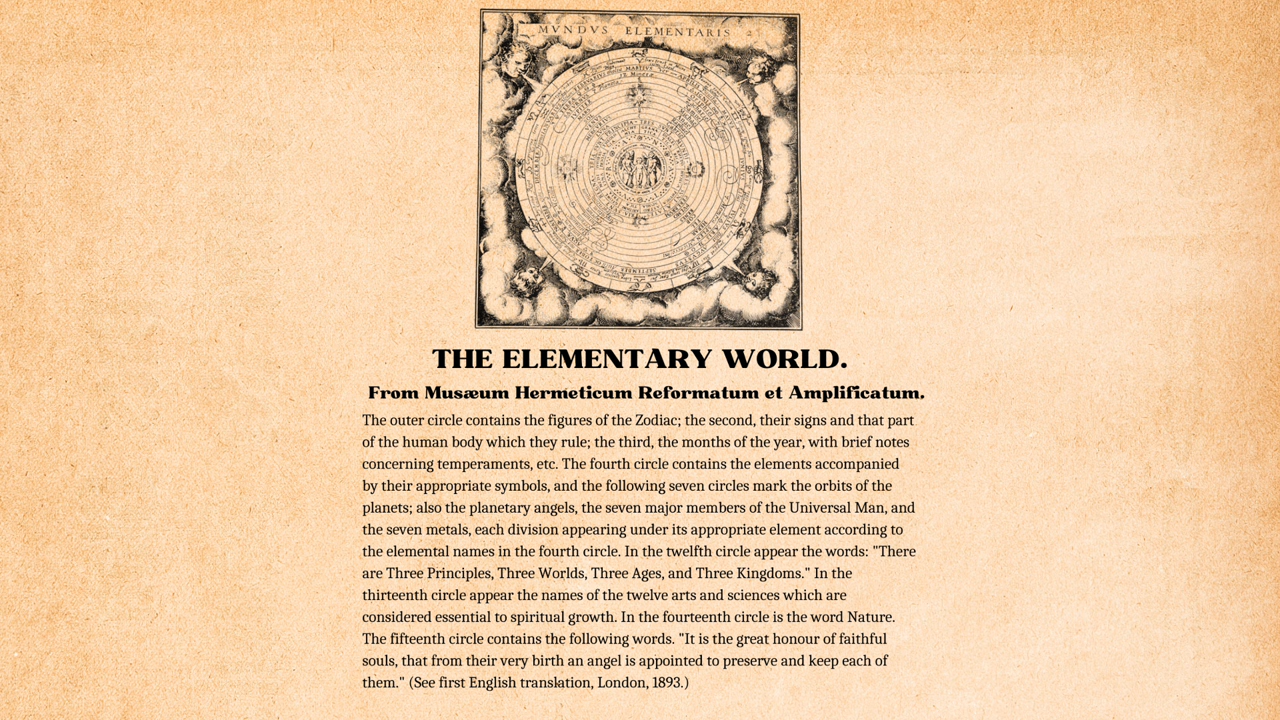 MVNDVS ELEMENTARIS 2
MARTIUS
SEPTEMBER
THE ELEMENTARY WORLD.
From Musæum Hermeticum Reformatum et Amplificatum.
The outer circle contains the figures of the Zodiac; the second, their signs and that part
of the human body which they rule; the third, the months of the year, with brief notes
concerning temperaments, etc. The fourth circle contains the elements accompanied
by their appropriate symbols, and the following seven circles mark the orbits of the
planets; also the planetary angels, the seven major members of the Universal Man, and
the seven metals, each division appearing under its appropriate element according to
the elemental names in the fourth circle. In the twelfth circle appear the words: "There
are Three Principles, Three Worlds, Three Ages, and Three Kingdoms." In the
thirteenth circle appear the names of the twelve arts and sciences which are
considered essential to spiritual growth. In the fourteenth circle is the word Nature.
The fifteenth circle contains the following words. "It is the great honour of faithful
souls, that from their very birth an angel is appointed to preserve and keep each of
them." (See first English translation, London, 1893.)